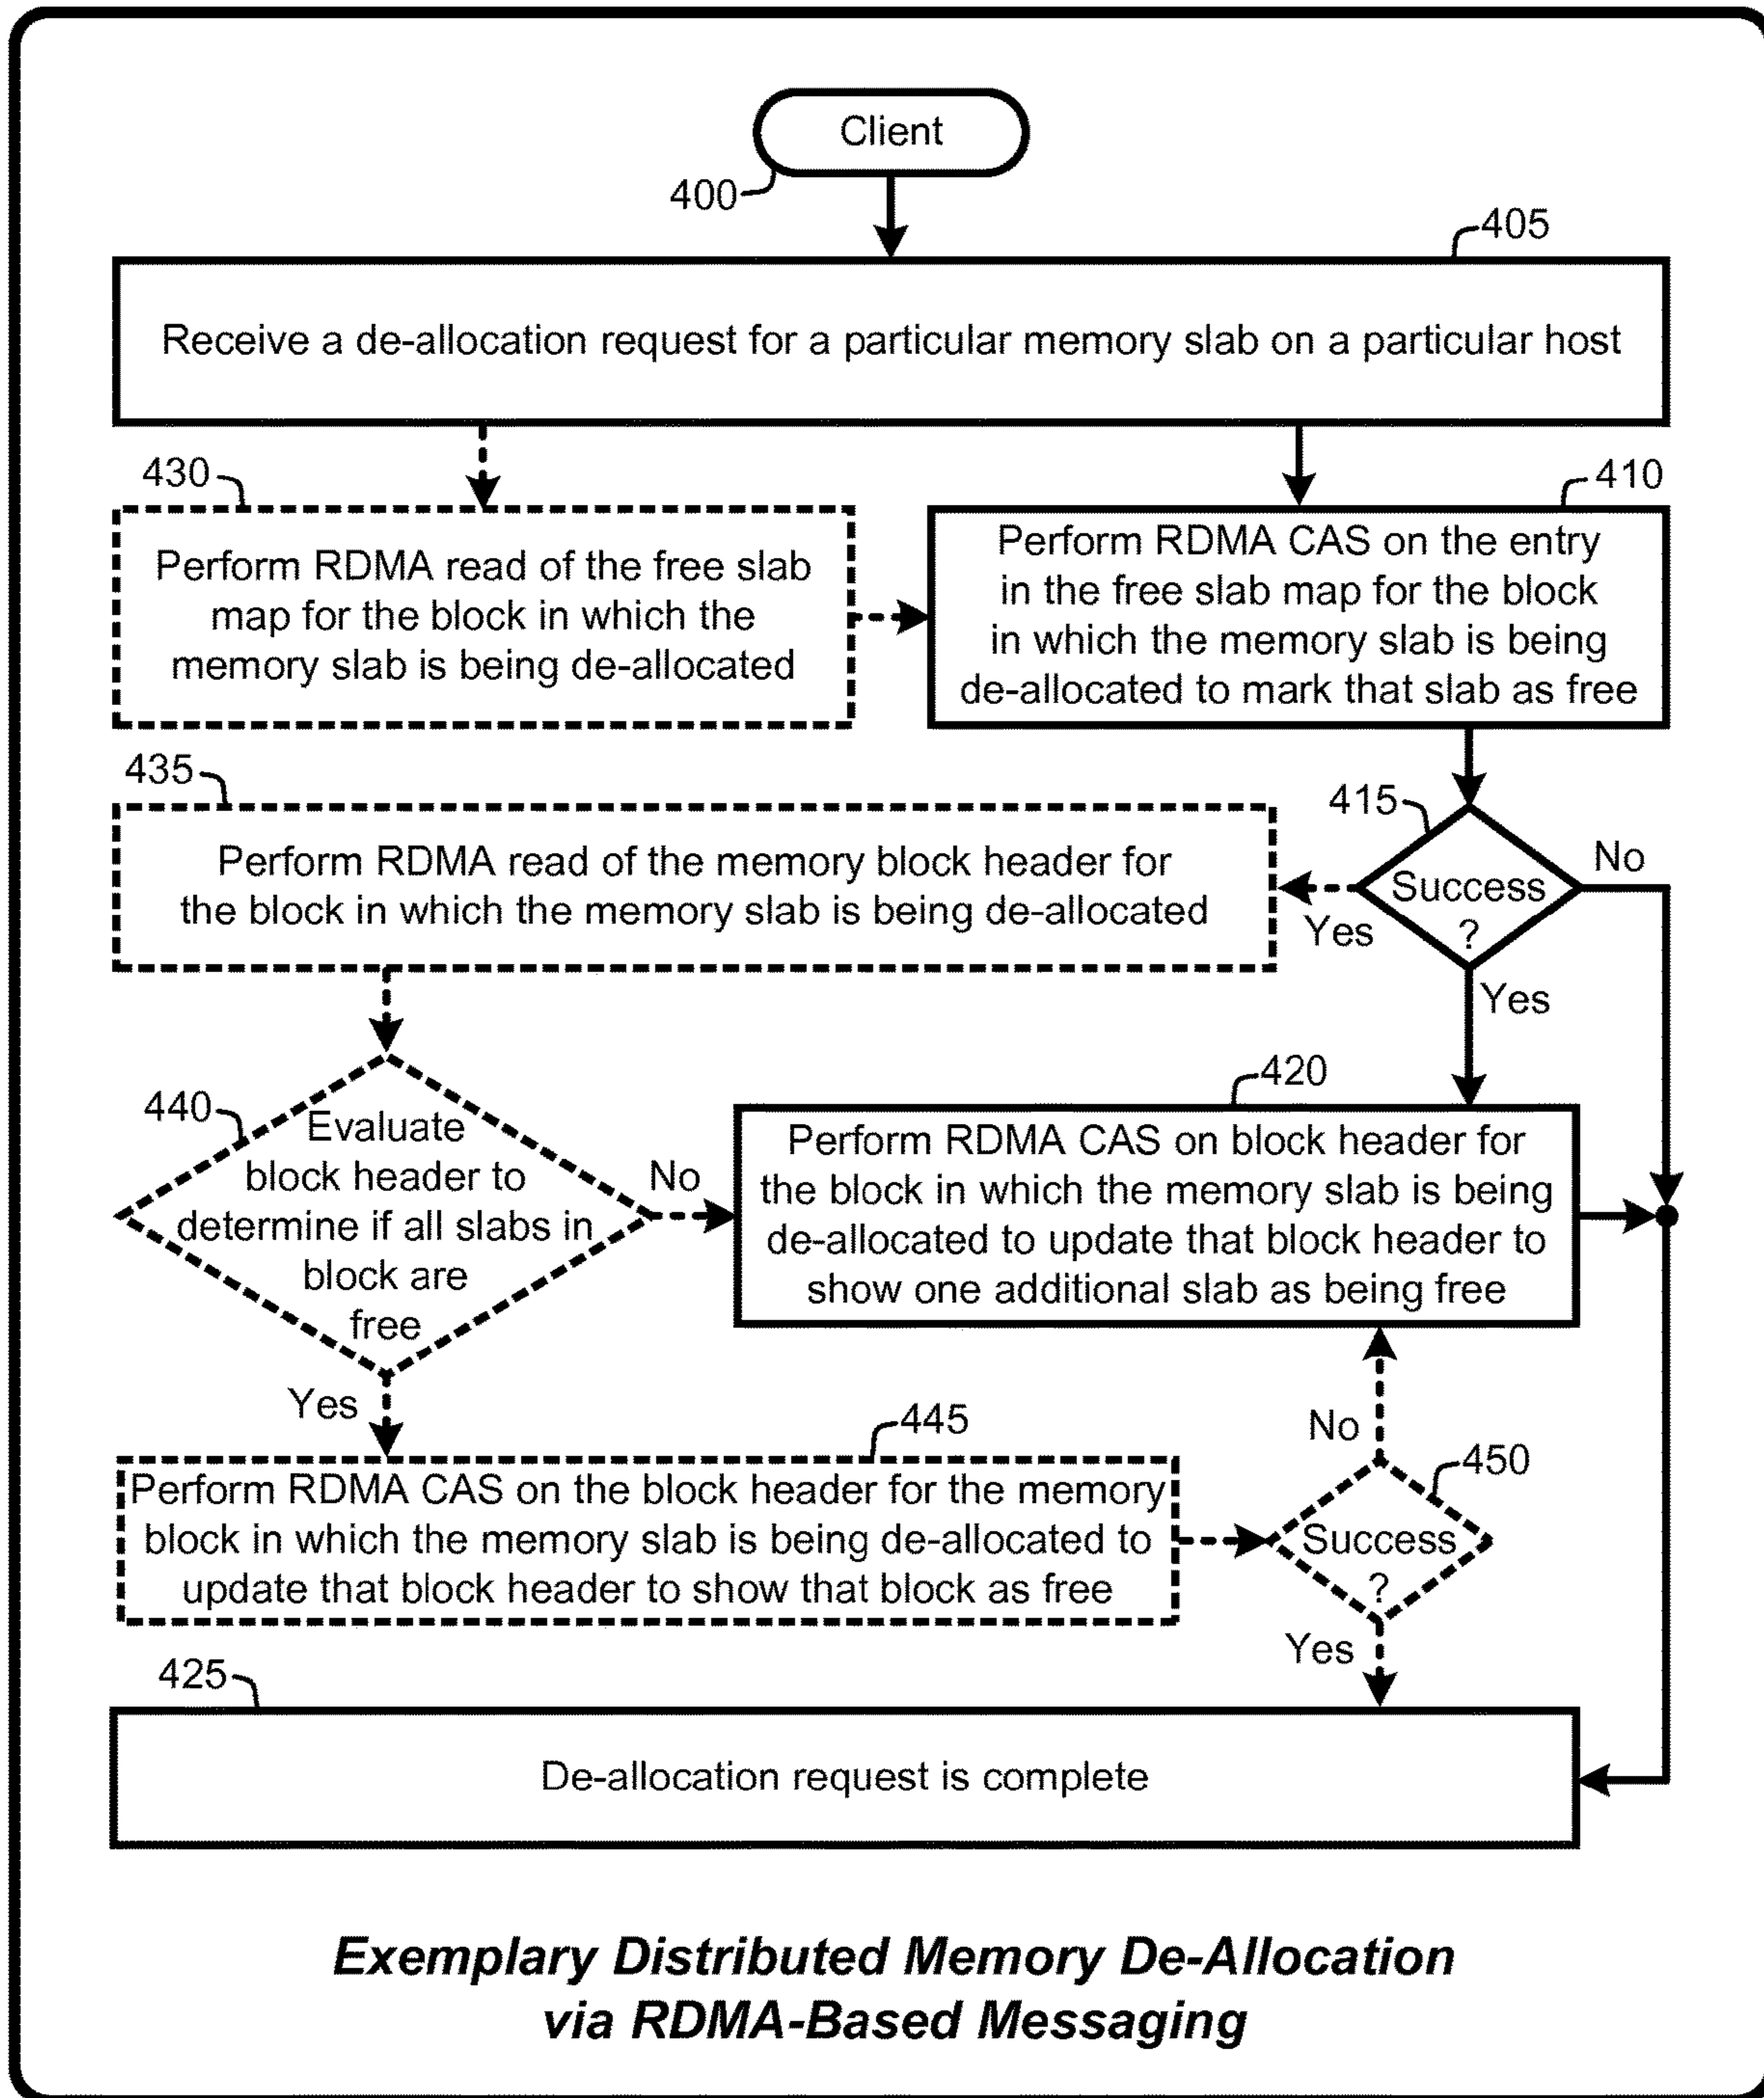 Client
400
405
Receive a de-allocation request for a particular memory slab on a particular host
430
Perform RDMA read of the free slab
map for the block in which the
memory slab is being de-allocated
410
Perform RDMA CAS on the entry
in the free slab map for the block
in which the memory slab is being
de-allocated to mark that slab as free
435
Perform RDMA read of the memory block header for
the block in which the memory slab is being de-allocated
415
Success
?
No
Yes
Yes
440
Evaluate
block header to
determine if all slabs in
block are
free
No
Yes
420
Perform RDMA CAS on block header for
the block in which the memory slab is being
de-allocated to update that block header to
show one additional slab as being free
445
Perform RDMA CAS on the block header for the memory
block in which the memory slab is being de-allocated to
update that block header to show that block as free
No
450
Success
?
Yes
425
De-allocation request is complete
Exemplary Distributed Memory De-Allocation
via RDMA-Based Messaging